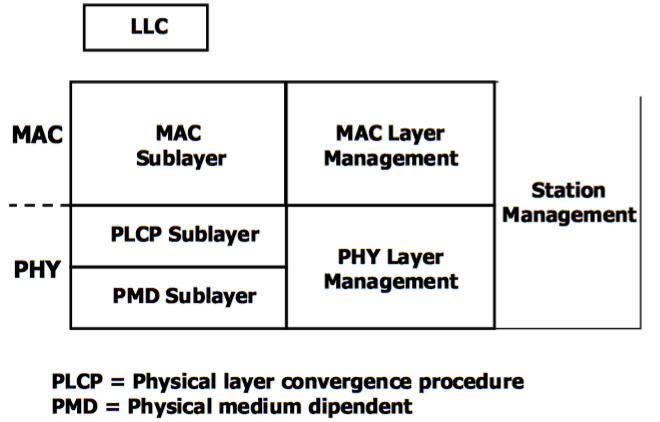 LLC
MAC
MAC
Sublayer
MAC Layer
Management
Station
Management
PHY
PLCP Sublayer
PHY Layer
Management
PMD Sublayer
PLCP = Physical layer convergence procedure
PMD = Physical medium dipendent